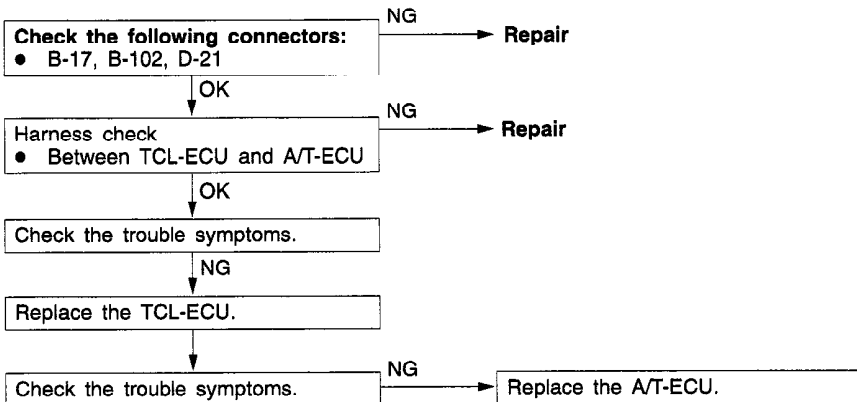 Check the following connectors:
● B-17, B-102, D-21
NG
Repair
OK
Harness check
● Between TCL-ECU and A/T-ECU
NG
Repair
OK
Check the trouble symptoms.
NG
Replace the TCL-ECU.
Check the trouble symptoms.
NG
Replace the A/T-ECU.